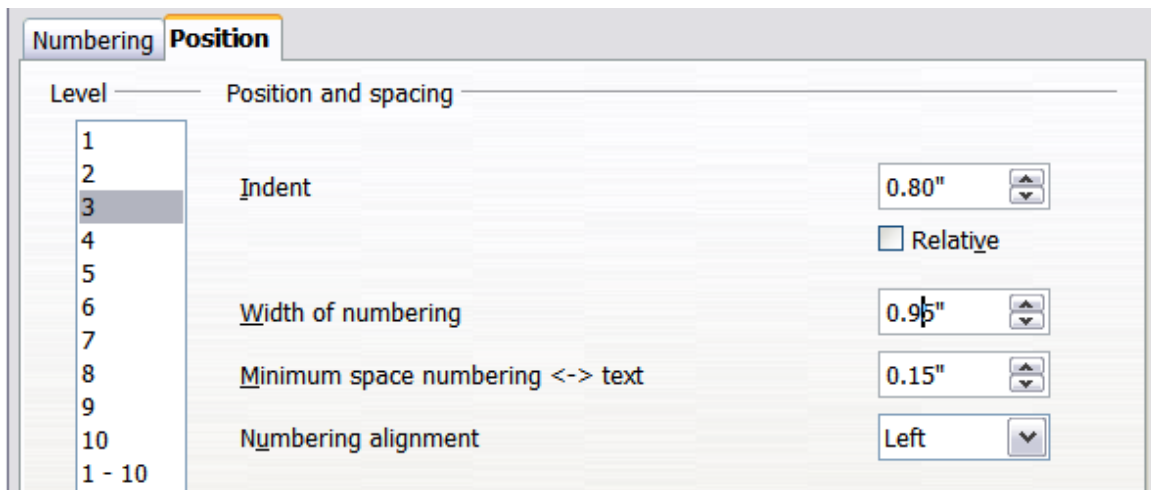 Numbering Position
Level Position and spacing
1
2
3
4
5
6
7
8
9
10
1 - 10
Indent 0.80"
Relative
Width of numbering 0.95"
Minimum space numbering <-> text 0.15"
Numbering alignment Left